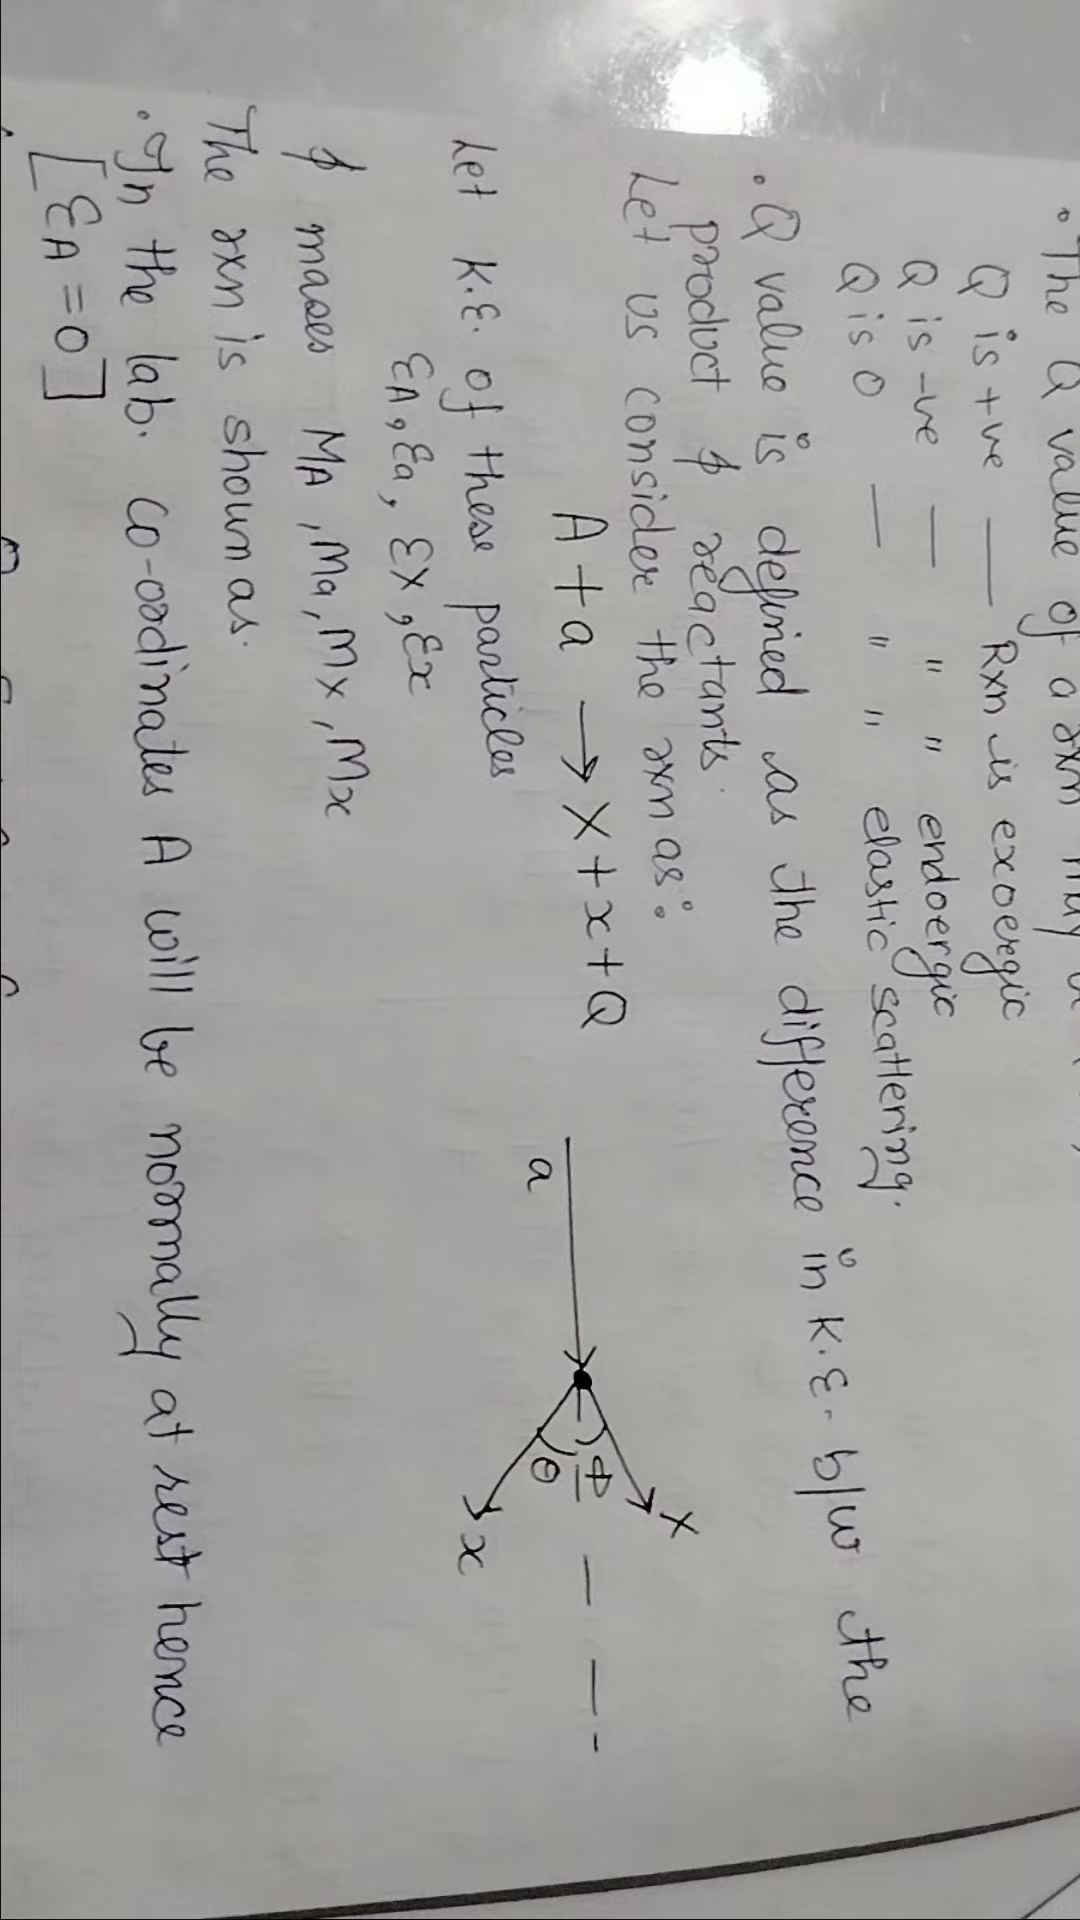 • The Q value of a rxn may
Q is +ve — Rxn is exoergic
Q is -ve — " " endoergic
Q is 0 — " " elastic scattering.
• Q value is defined as the difference in K.E. b/w the
product & reactants.
Let us consider the rxn as:
A + a → X + x + Q
Let K.E. of these particles
EA, Ea, EX, Ex
& mases MA, Ma, MX, Mx
The rxn is shown as.
a
X
ϕ
θ
x
• In the lab. co-ordinates A will be normally at rest hence
[EA = 0]